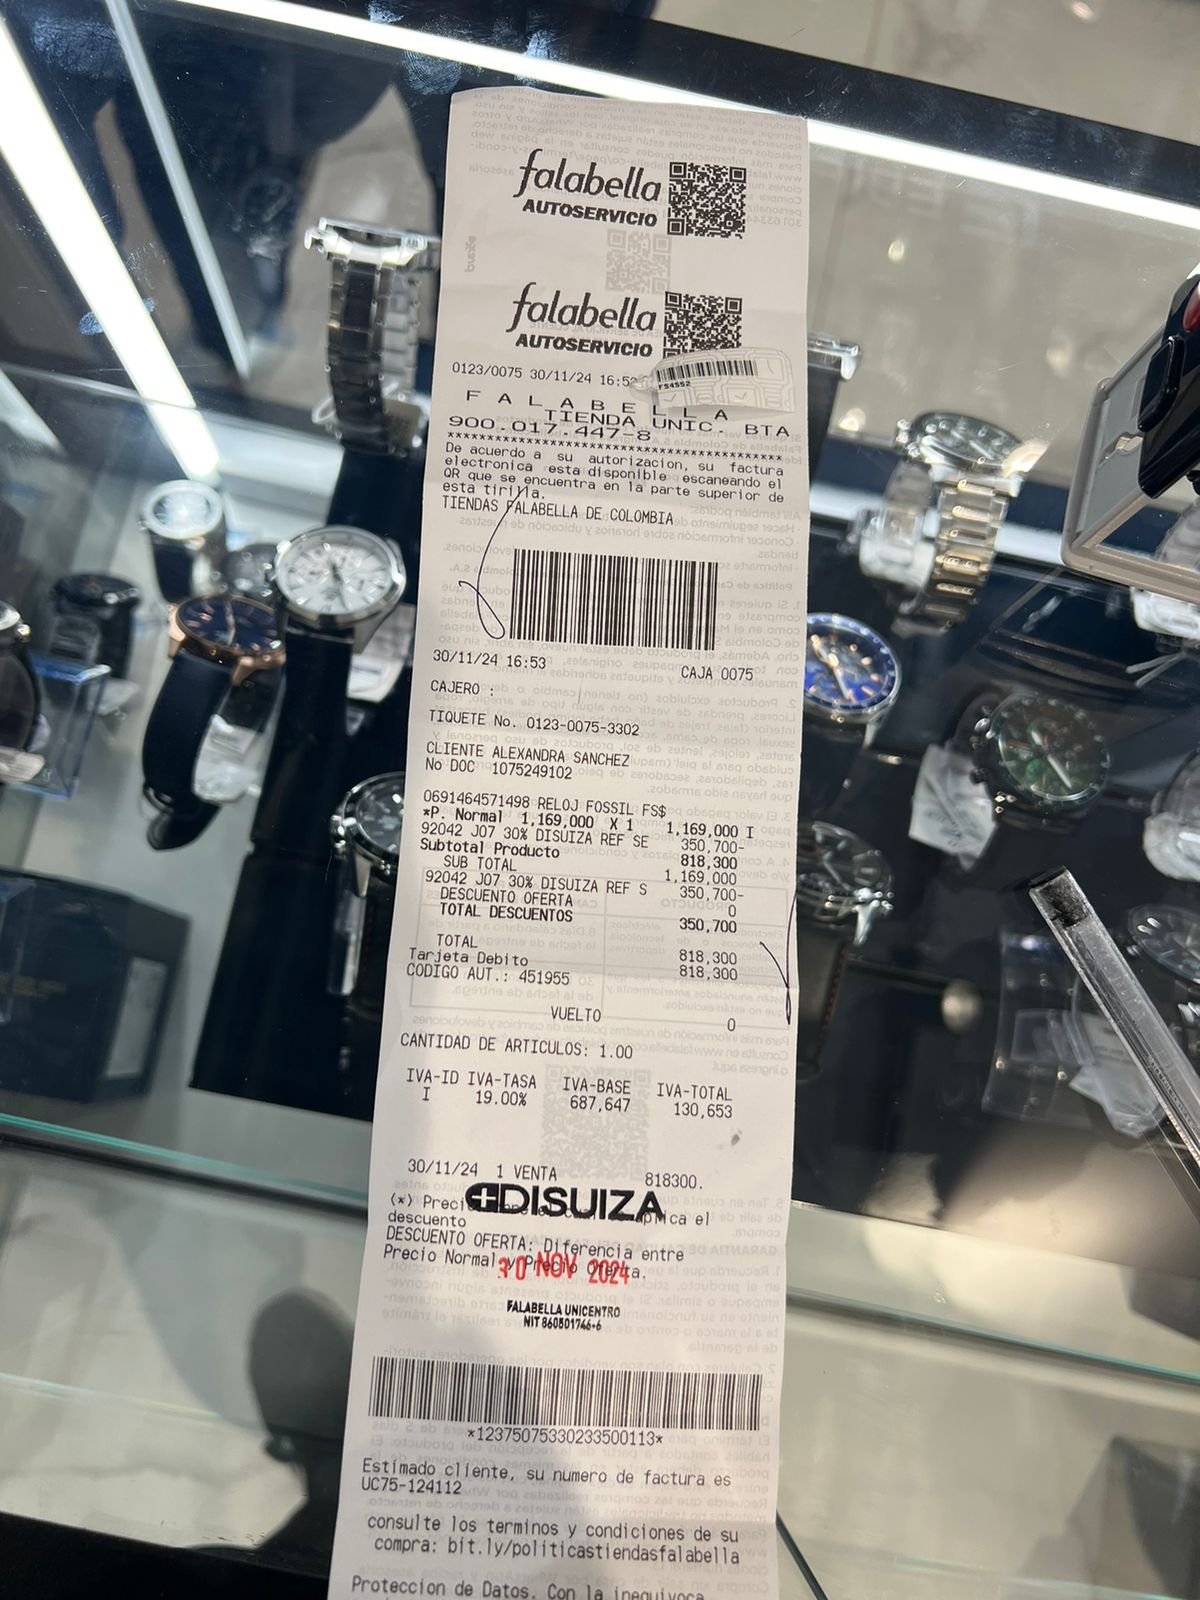 falabella
AUTOSERVICIO
falabella
AUTOSERVICIO
0123/0075 30/11/24 16:52
FS4552
F A L A B E L L A
TIENDA UNIC. BTA
900.017.447-8
******************************************
De acuerdo a su autorizacion, su factura
electronica esta disponible escaneando el
QR que se encuentra en la parte superior de
esta tirilla.
TIENDAS FALABELLA DE COLOMBIA
30/11/24 16:53 CAJA 0075
CAJERO :
TIQUETE No. 0123-0075-3302
CLIENTE ALEXANDRA SANCHEZ
No DOC 1075249102
0691464571498 RELOJ FOSSIL FS$
*P. Normal 1,169,000 X 1 1,169,000 I
92042 J07 30% DISUIZA REF SE 350,700-
Subtotal Producto 818,300
SUB TOTAL 1,169,000
92042 J07 30% DISUIZA REF S 350,700-
DESCUENTO OFERTA 0
TOTAL DESCUENTOS 350,700
TOTAL 818,300
Tarjeta Debito 818,300
CODIGO AUT.: 451955
VUELTO 0
CANTIDAD DE ARTICULOS: 1.00
IVA-ID IVA-TASA IVA-BASE IVA-TOTAL
I 19.00% 687,647 130,653
30/11/24 1 VENTA 818300.
DISUIZA
(*) Preci aplica el
descuento
DESCUENTO OFERTA: Diferencia entre
Precio Normal y Precio Oferta.
30 NOV 2024
FALABELLA UNICENTRO
NIT 860501746-6
*12375075330233500113*
Estimado cliente, su numero de factura es
UC75-124112
consulte los terminos y condiciones de su
compra: bit.ly/politicastiendasfalabella
Proteccion de Datos. Con la inequivoca